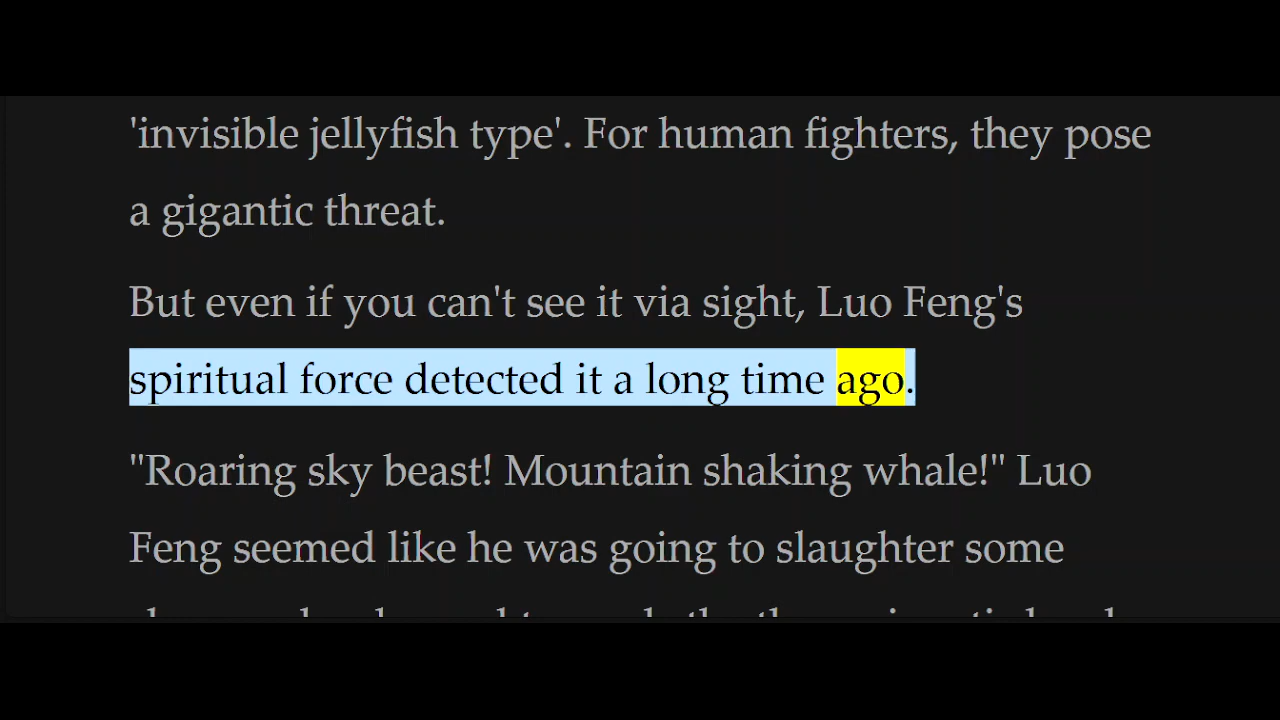 'invisible jellyfish type'. For human fighters, they pose
a gigantic threat.
But even if you can't see it via sight, Luo Feng's
spiritual force detected it a long time ago.
"Roaring sky beast! Mountain shaking whale!" Luo
Feng seemed like he was going to slaughter some